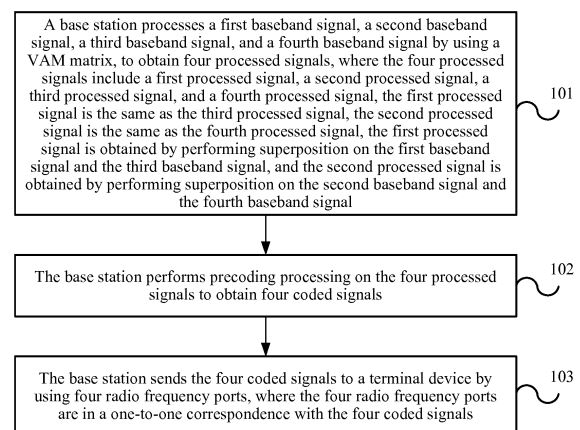 A base station processes a first baseband signal, a second baseband
signal, a third baseband signal, and a fourth baseband signal by using a
VAM matrix, to obtain four processed signals, where the four processed
signals include a first processed signal, a second processed signal, a
third processed signal, and a fourth processed signal, the first processed
signal is the same as the third processed signal, the second processed
signal is the same as the fourth processed signal, the first processed
signal is obtained by performing superposition on the first baseband
signal and the third baseband signal, and the second processed signal is
obtained by performing superposition on the second baseband signal and
the fourth baseband signal
101
The base station performs precoding processing on the four processed
signals to obtain four coded signals
102
The base station sends the four coded signals to a terminal device by
using four radio frequency ports, where the four radio frequency ports
are in a one-to-one correspondence with the four coded signals
103